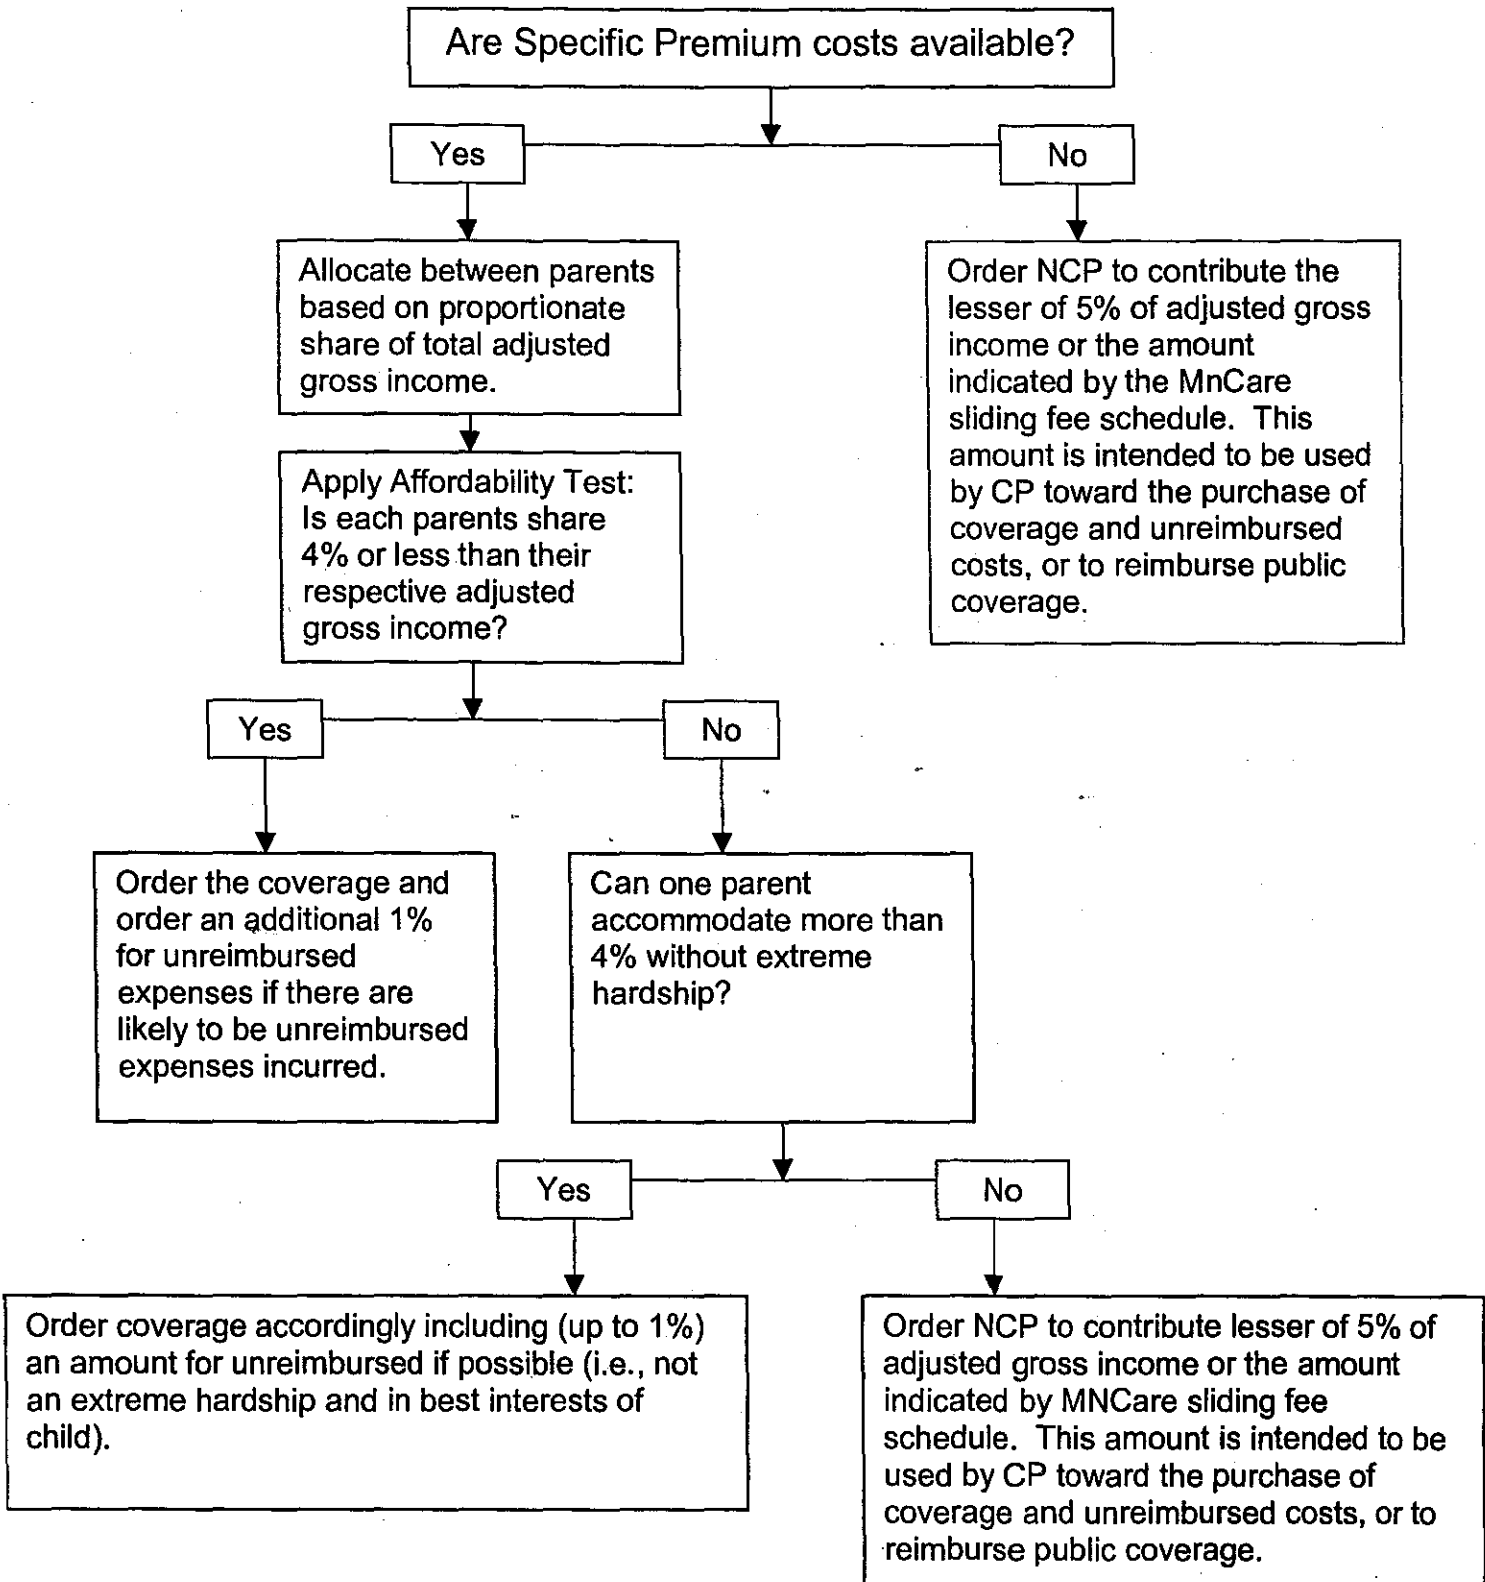 Are Specific Premium costs available?
Yes
No
Allocate between parents
based on proportionate
share of total adjusted
gross income.
Order NCP to contribute the
lesser of 5% of adjusted gross
income or the amount
indicated by the MnCare
sliding fee schedule. This
amount is intended to be used
by CP toward the purchase of
coverage and unreimbursed
costs, or to reimburse public
coverage.
Apply Affordability Test:
Is each parents share
4% or less than their
respective adjusted
gross income?
Yes
No
Order the coverage and
order an additional 1%
for unreimbursed
expenses if there are
likely to be unreimbursed
expenses incurred.
Can one parent
accommodate more than
4% without extreme
hardship?
Yes
No
Order coverage accordingly including (up to 1%)
an amount for unreimbursed if possible (i.e., not
an extreme hardship and in best interests of
child).
Order NCP to contribute lesser of 5% of
adjusted gross income or the amount
indicated by MNCare sliding fee
schedule. This amount is intended to be
used by CP toward the purchase of
coverage and unreimbursed costs, or to
reimburse public coverage.